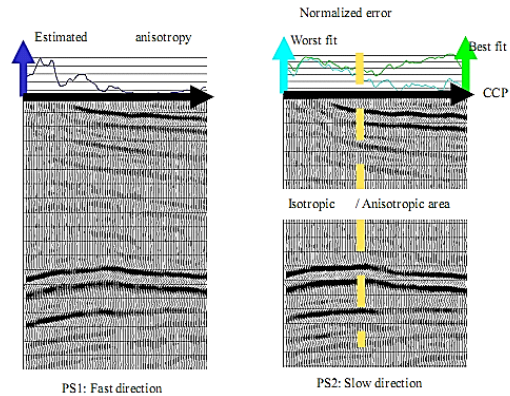 Normalized error
Estimated anisotropy
Worst fit
Best fit
CCP
Isotropic / Anisotropic area
PS1: Fast direction
PS2: Slow direction